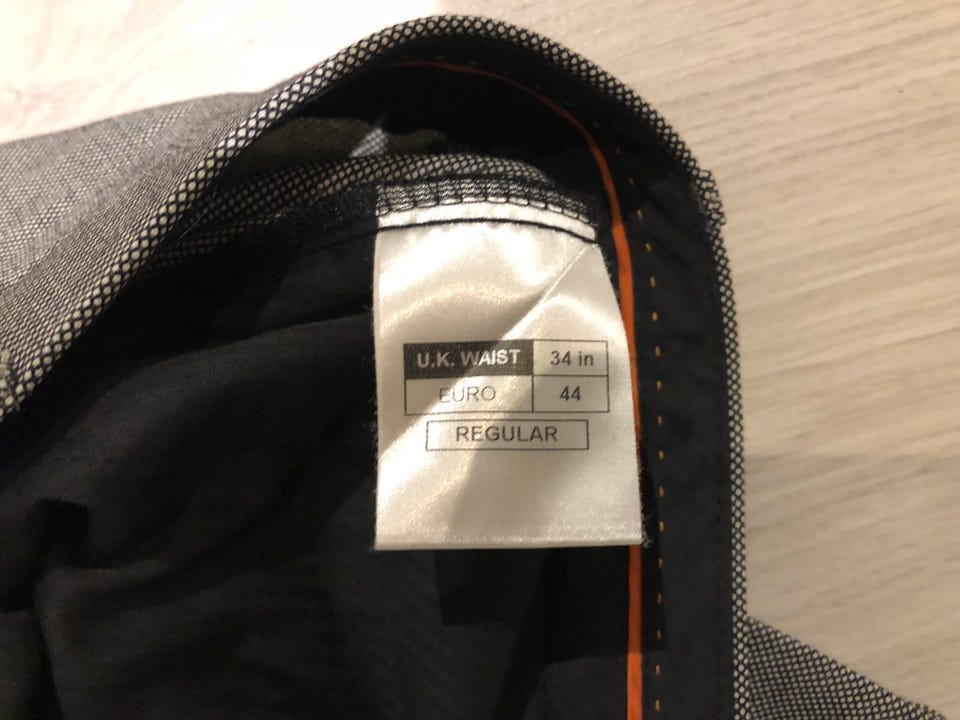 U.K. WAIST 34 in
EURO 44
REGULAR